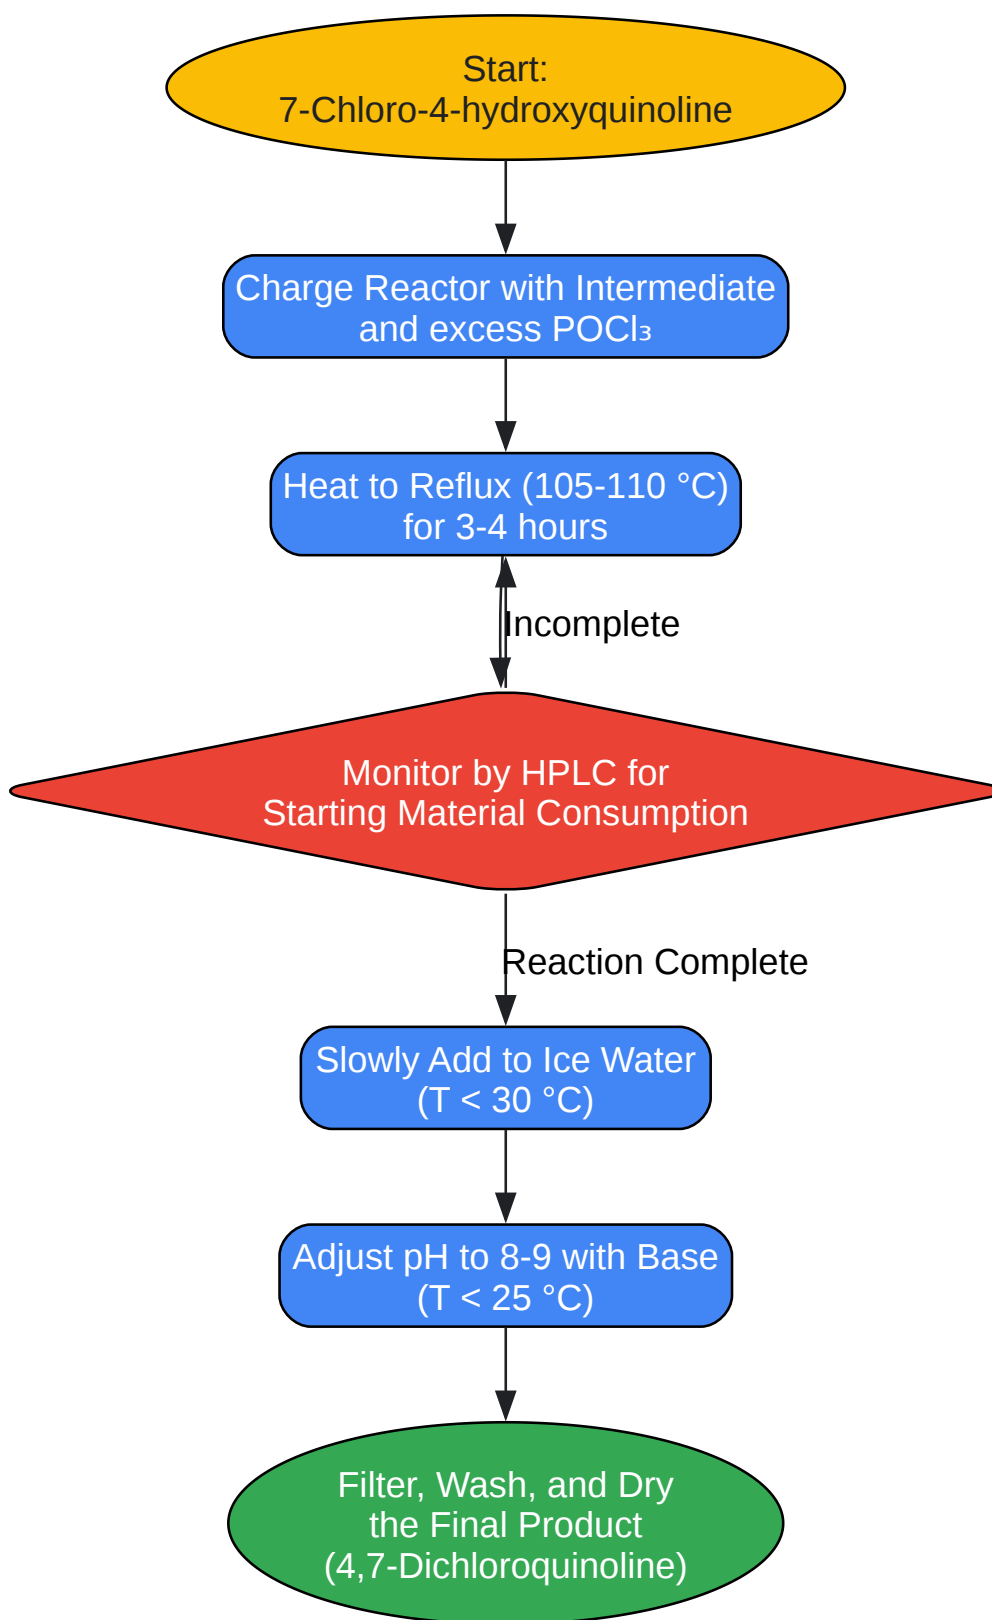 Start:
7-Chloro-4-hydroxyquinoline
Charge Reactor with Intermediate
and excess POCl₃
Heat to Reflux (105-110 °C)
for 3-4 hours
Incomplete
Monitor by HPLC for
Starting Material Consumption
Reaction Complete
Slowly Add to Ice Water
(T < 30 °C)
Adjust pH to 8-9 with Base
(T < 25 °C)
Filter, Wash, and Dry
the Final Product
(4,7-Dichloroquinoline)